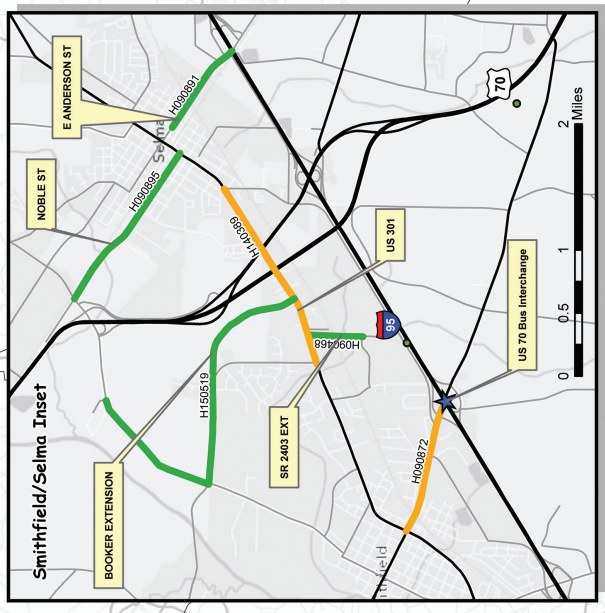 Smithfield/Selma Inset
BOOKER EXTENSION
NOBLE ST
E ANDERSON ST
Selma
H090891
H090895
H140389
H150519
H090468
SR 2403 EXT
US 301
95
70
H090872
US 70 Bus Interchange
ithfield
0 0.5 1 2
Miles